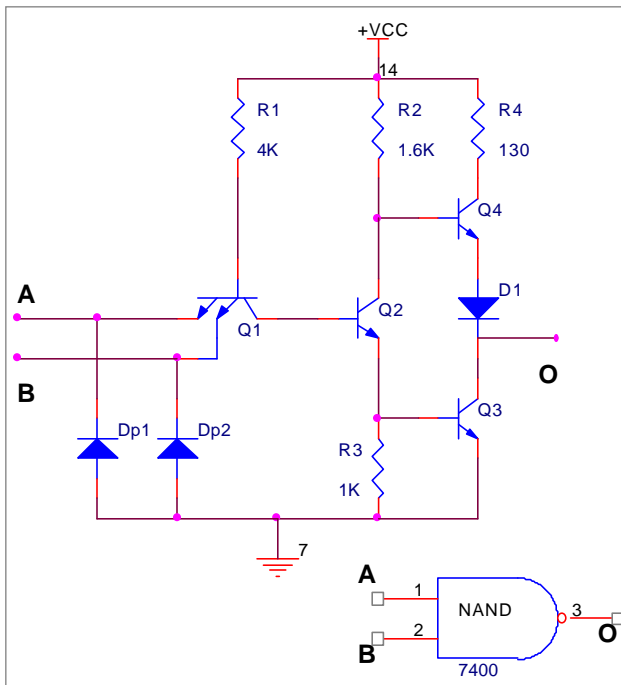 +VCC
14
R1
R2
R4
4K
1.6K
130
Q4
A
D1
Q1
Q2
B
O
Q3
Dp1
Dp2
R3
1K
7
A
1
NAND
3
B
2
O
7400